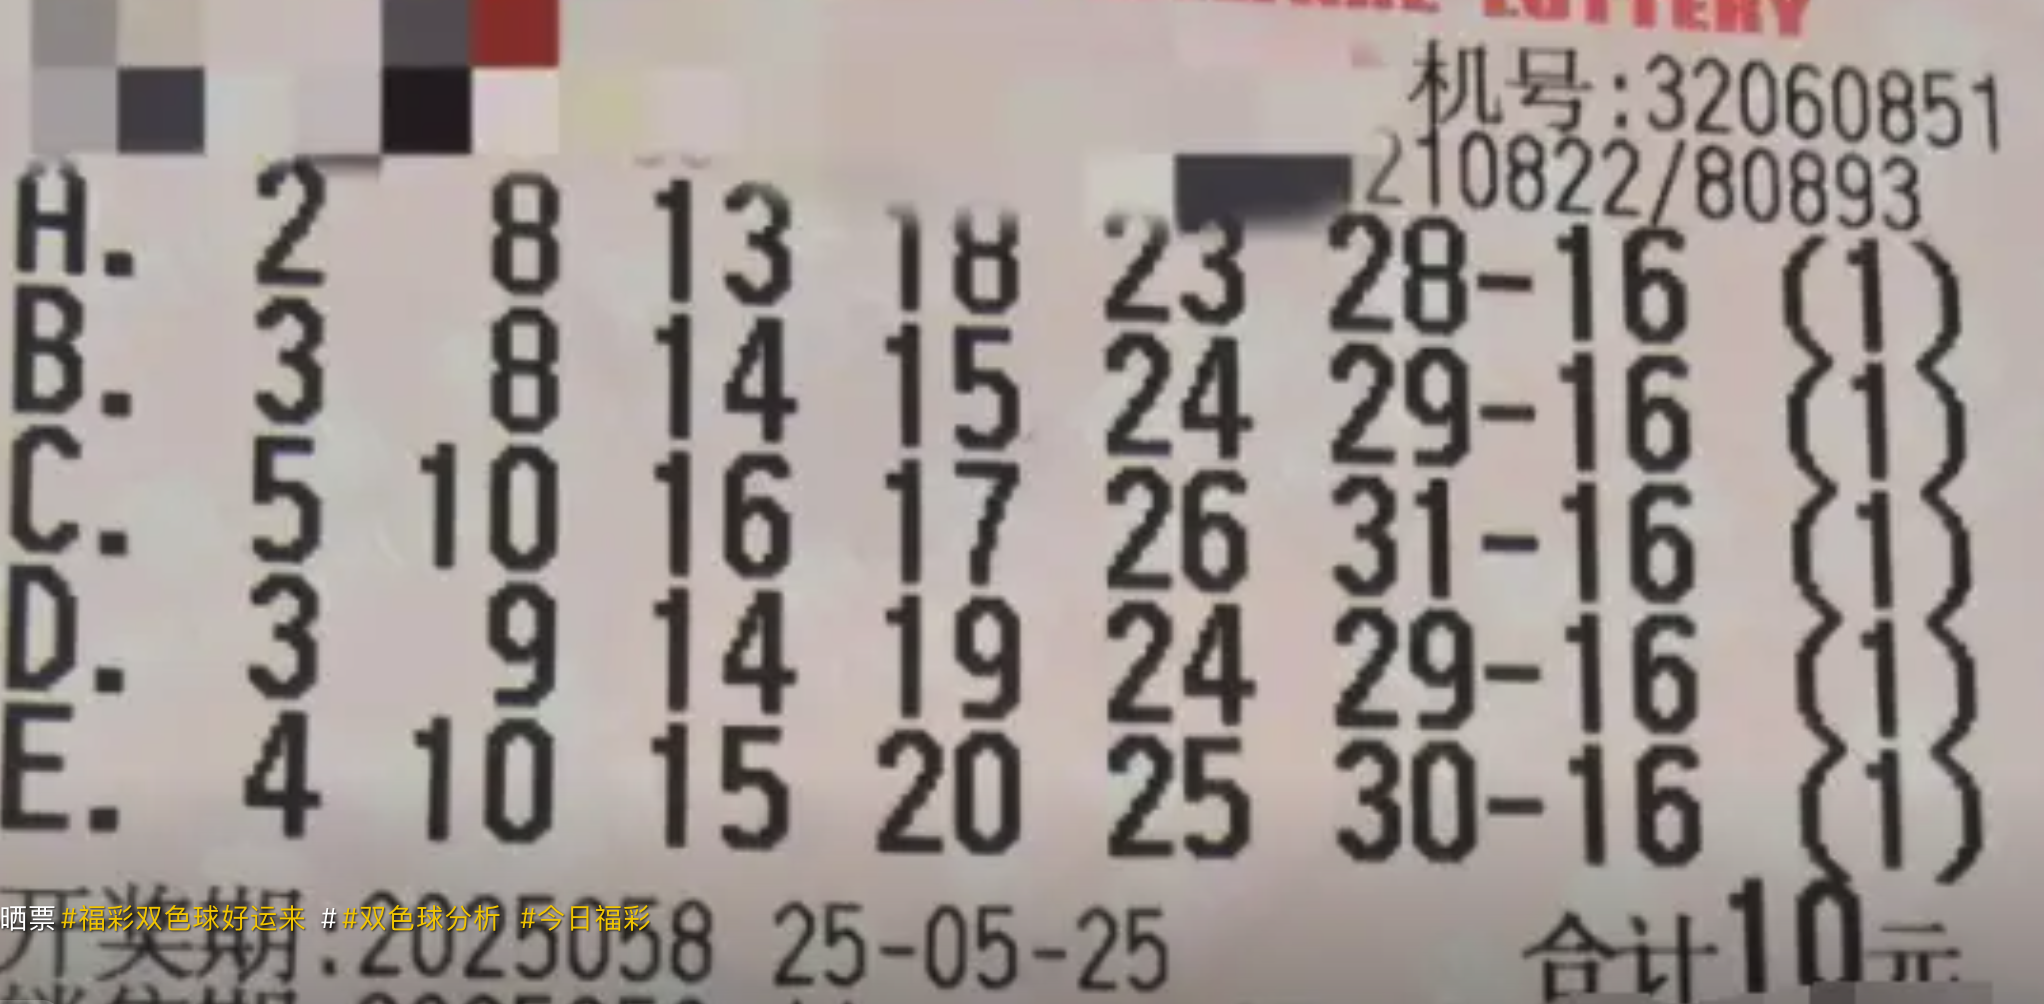 LOTTERY
机号:32060851
210822/80893
A. 2 8 13 18 23 28-16 (1)
B. 3 8 14 15 24 29-16 (1)
C. 5 10 16 17 26 31-16 (1)
D. 3 9 14 19 24 29-16 (1)
E. 4 10 15 20 25 30-16 (1)
晒票 #福彩双色球好运来 # #双色球分析 #今日福彩
开奖期:2025058 25-05-25 合计10元